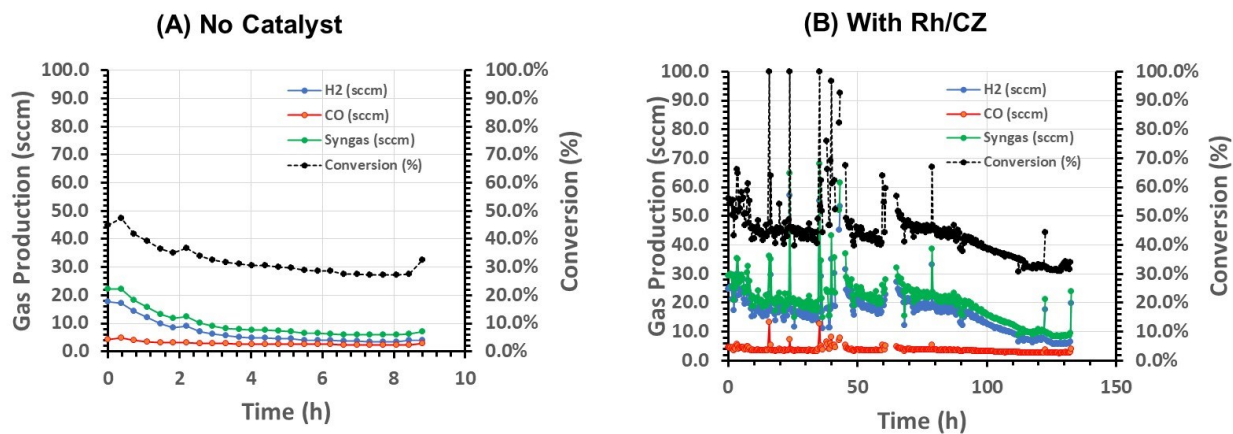 (A) No Catalyst
100.0
90.0
80.0
70.0
60.0
50.0
40.0
30.0
20.0
10.0
0.0
Gas Production (sccm)
H2 (sccm)
CO (sccm)
Syngas (sccm)
Conversion (%)
100.0%
90.0%
80.0%
70.0%
60.0%
50.0%
40.0%
30.0%
20.0%
10.0%
0.0%
Conversion (%)
0 2 4 6 8 10
Time (h)
(B) With Rh/CZ
100.0
90.0
80.0
70.0
60.0
50.0
40.0
30.0
20.0
10.0
0.0
Gas Production (sccm)
H2 (sccm)
CO (sccm)
Syngas (sccm)
Conversion (%)
100.0%
90.0%
80.0%
70.0%
60.0%
50.0%
40.0%
30.0%
20.0%
10.0%
0.0%
Conversion (%)
0 50 100 150
Time (h)